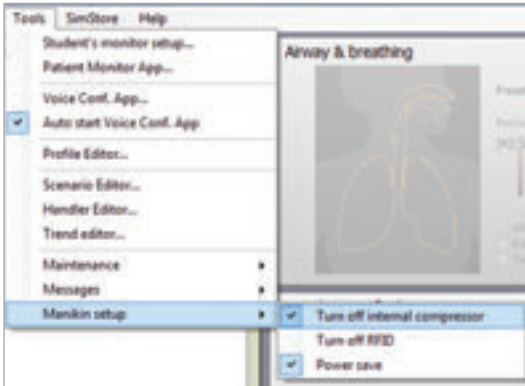 Tools SimStore Help
Student's monitor setup...
Patient Monitor App...
Voice Conf. App...
Auto start Voice Conf. App
Profile Editor...
Scenario Editor...
Handler Editor...
Trend editor...
Maintenance
Messages
Manikin setup
Airway & breathing
Turn off internal compressor
Turn off RFID
Power save